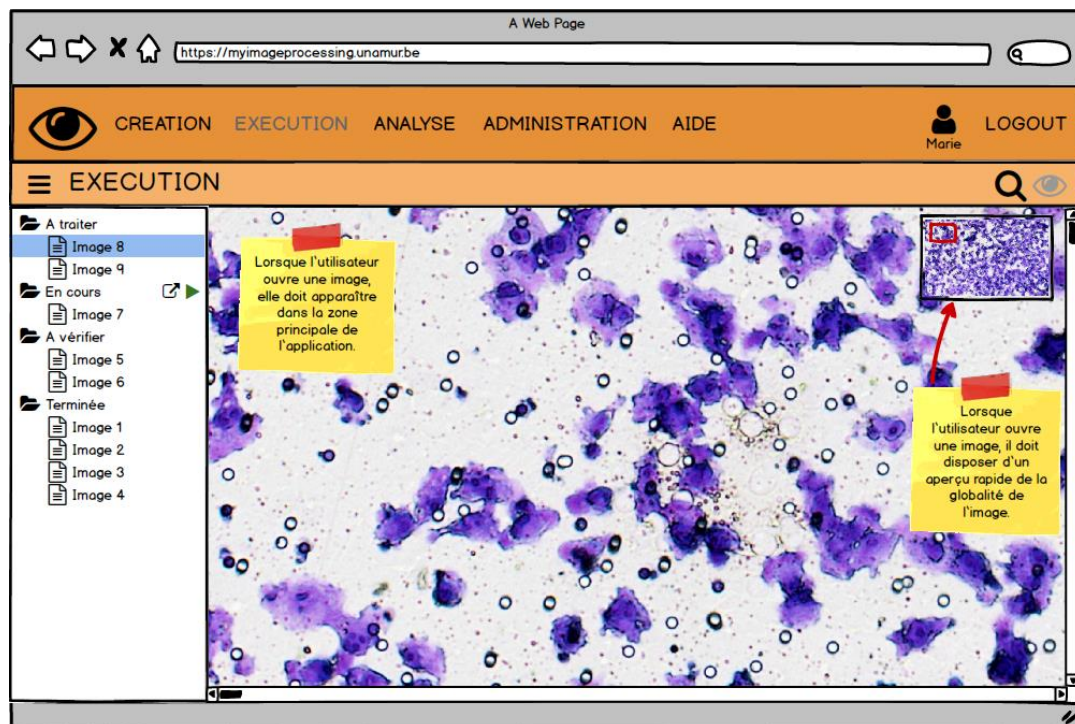 A Web Page
https://myimageprocessing.unamur.be
CREATION EXECUTION ANALYSE ADMINISTRATION AIDE
Marie
LOGOUT
EXECUTION
A traiter
Image 8
Image 9
En cours
Image 7
A vérifier
Image 5
Image 6
Terminée
Image 1
Image 2
Image 3
Image 4
Lorsque l'utilisateur
ouvre une image,
elle doit apparaître
dans la zone
principale de
l'application.
Lorsque
l'utilisateur ouvre
une image, il doit
disposer d'un
aperçu rapide de la
globalité de
l'image.